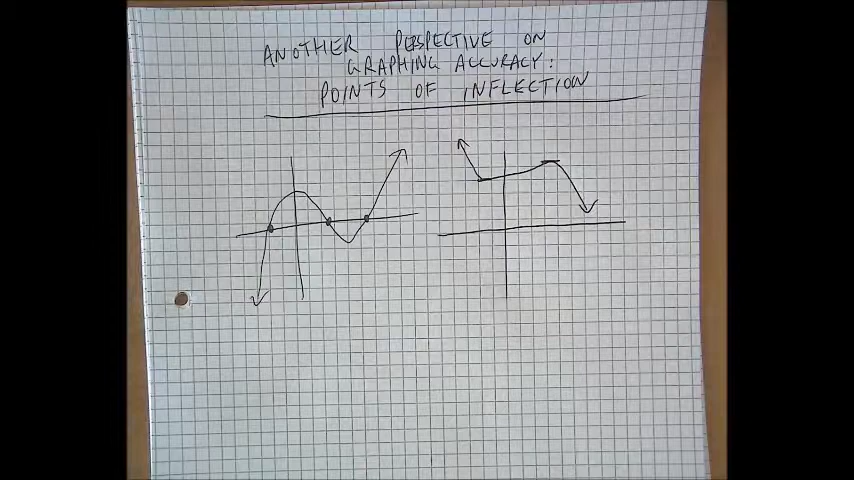 ANOTHER PERSPECTIVE ON
GRAPHING ACCURACY:
POINTS OF INFLECTION